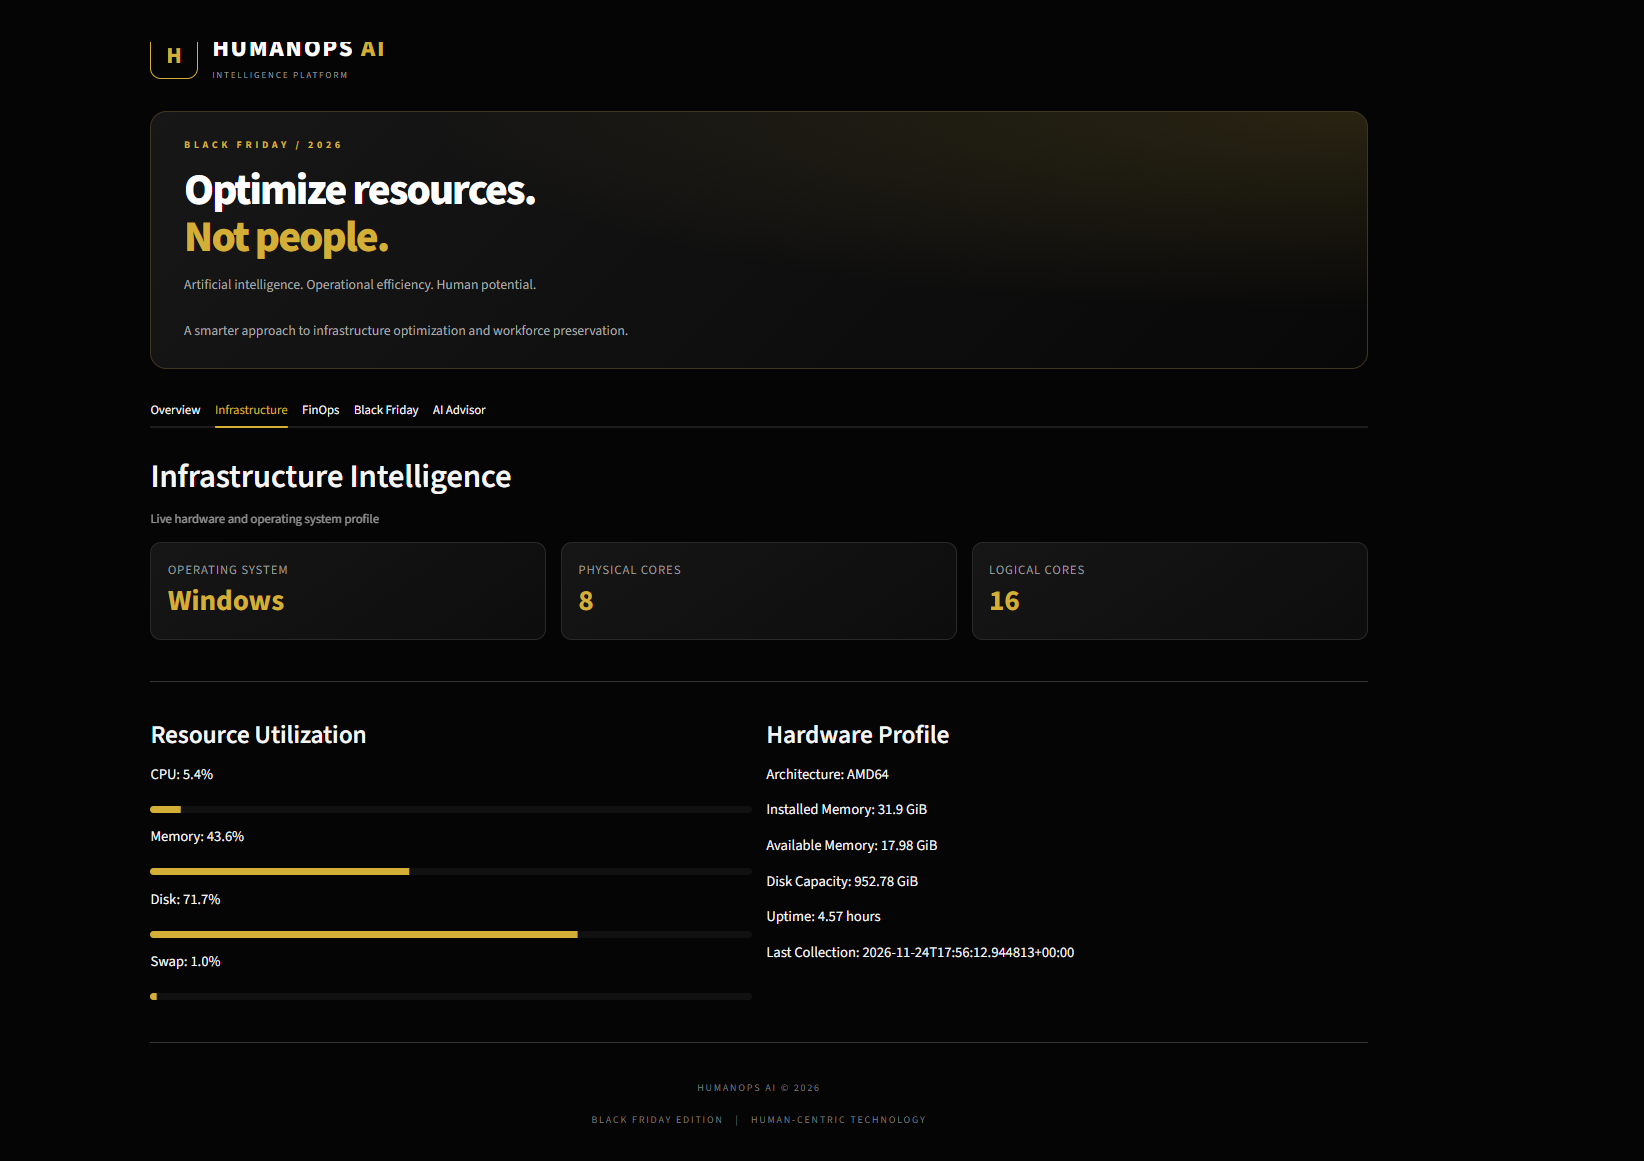 H
HUMANOPS AI
INTELLIGENCE PLATFORM
BLACK FRIDAY / 2026
Optimize resources.
Not people.
Artificial intelligence. Operational efficiency. Human potential.
A smarter approach to infrastructure optimization and workforce preservation.
Overview Infrastructure FinOps Black Friday AI Advisor
Infrastructure Intelligence
Live hardware and operating system profile
OPERATING SYSTEM
Windows
PHYSICAL CORES
8
LOGICAL CORES
16
Resource Utilization
CPU: 5.4%
Memory: 43.6%
Disk: 71.7%
Swap: 1.0%
Hardware Profile
Architecture: AMD64
Installed Memory: 31.9 GiB
Available Memory: 17.98 GiB
Disk Capacity: 952.78 GiB
Uptime: 4.57 hours
Last Collection: 2026-11-24T17:56:12.944813+00:00
HUMANOPS AI © 2026
BLACK FRIDAY EDITION | HUMAN-CENTRIC TECHNOLOGY